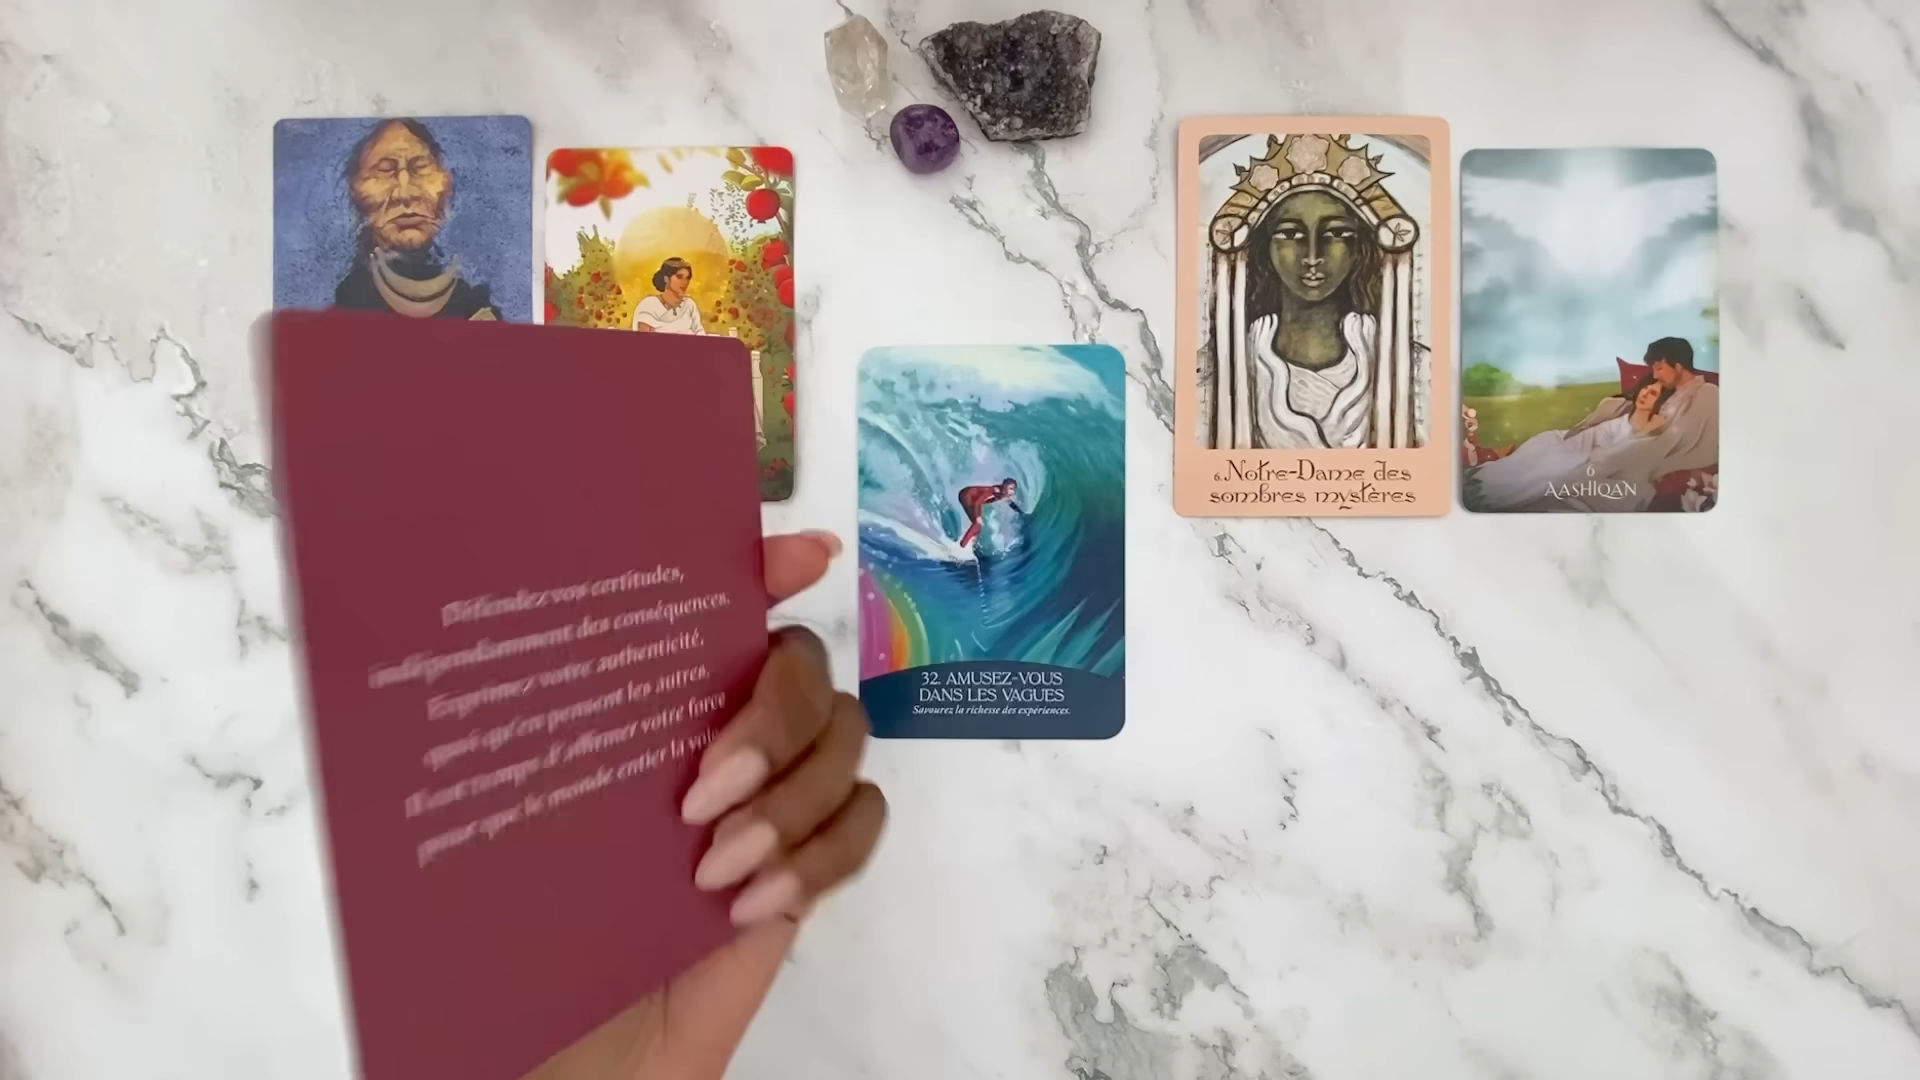 Défendez vos certitudes,
indépendamment des conséquences.
Exprimez votre authenticité,
quoi qu'en pensent les autres.
Il est temps d'affirmer votre force
pour que le monde entier la
32. AMUSEZ-VOUS
DANS LES VAGUES
Savourez la richesse des expériences.
6. Notre-Dame des
sombres mystères
6
AASHIQAN